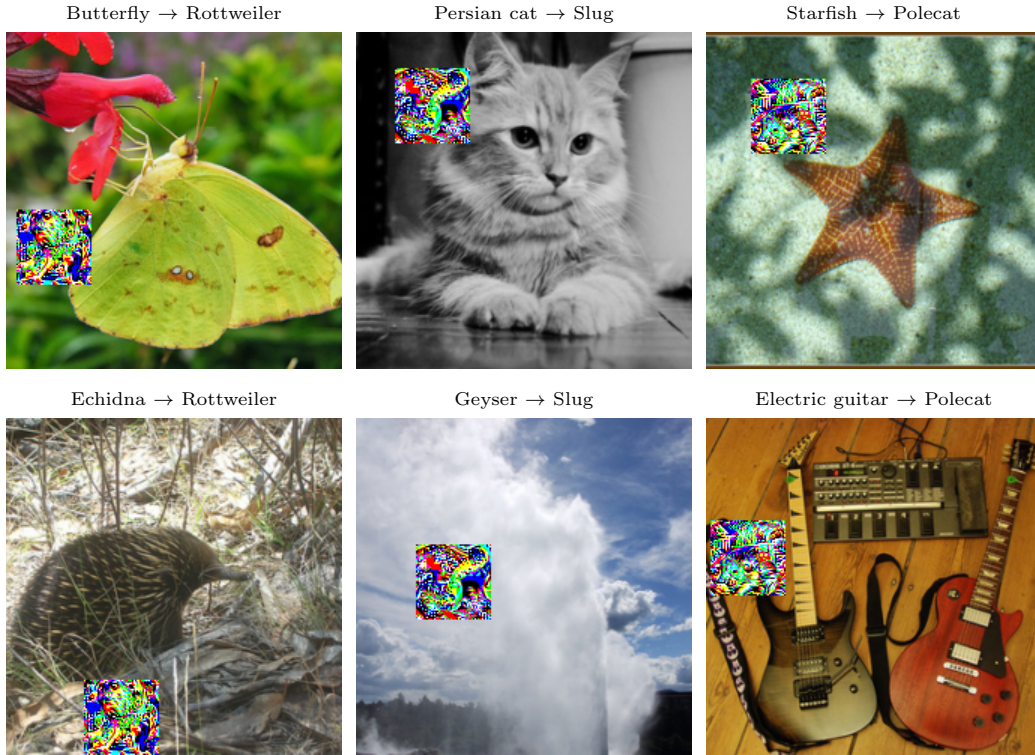 Butterfly → Rottweiler
Persian cat → Slug
Starfish → Polecat
Echidna → Rottweiler
Geyser → Slug
Electric guitar → Polecat